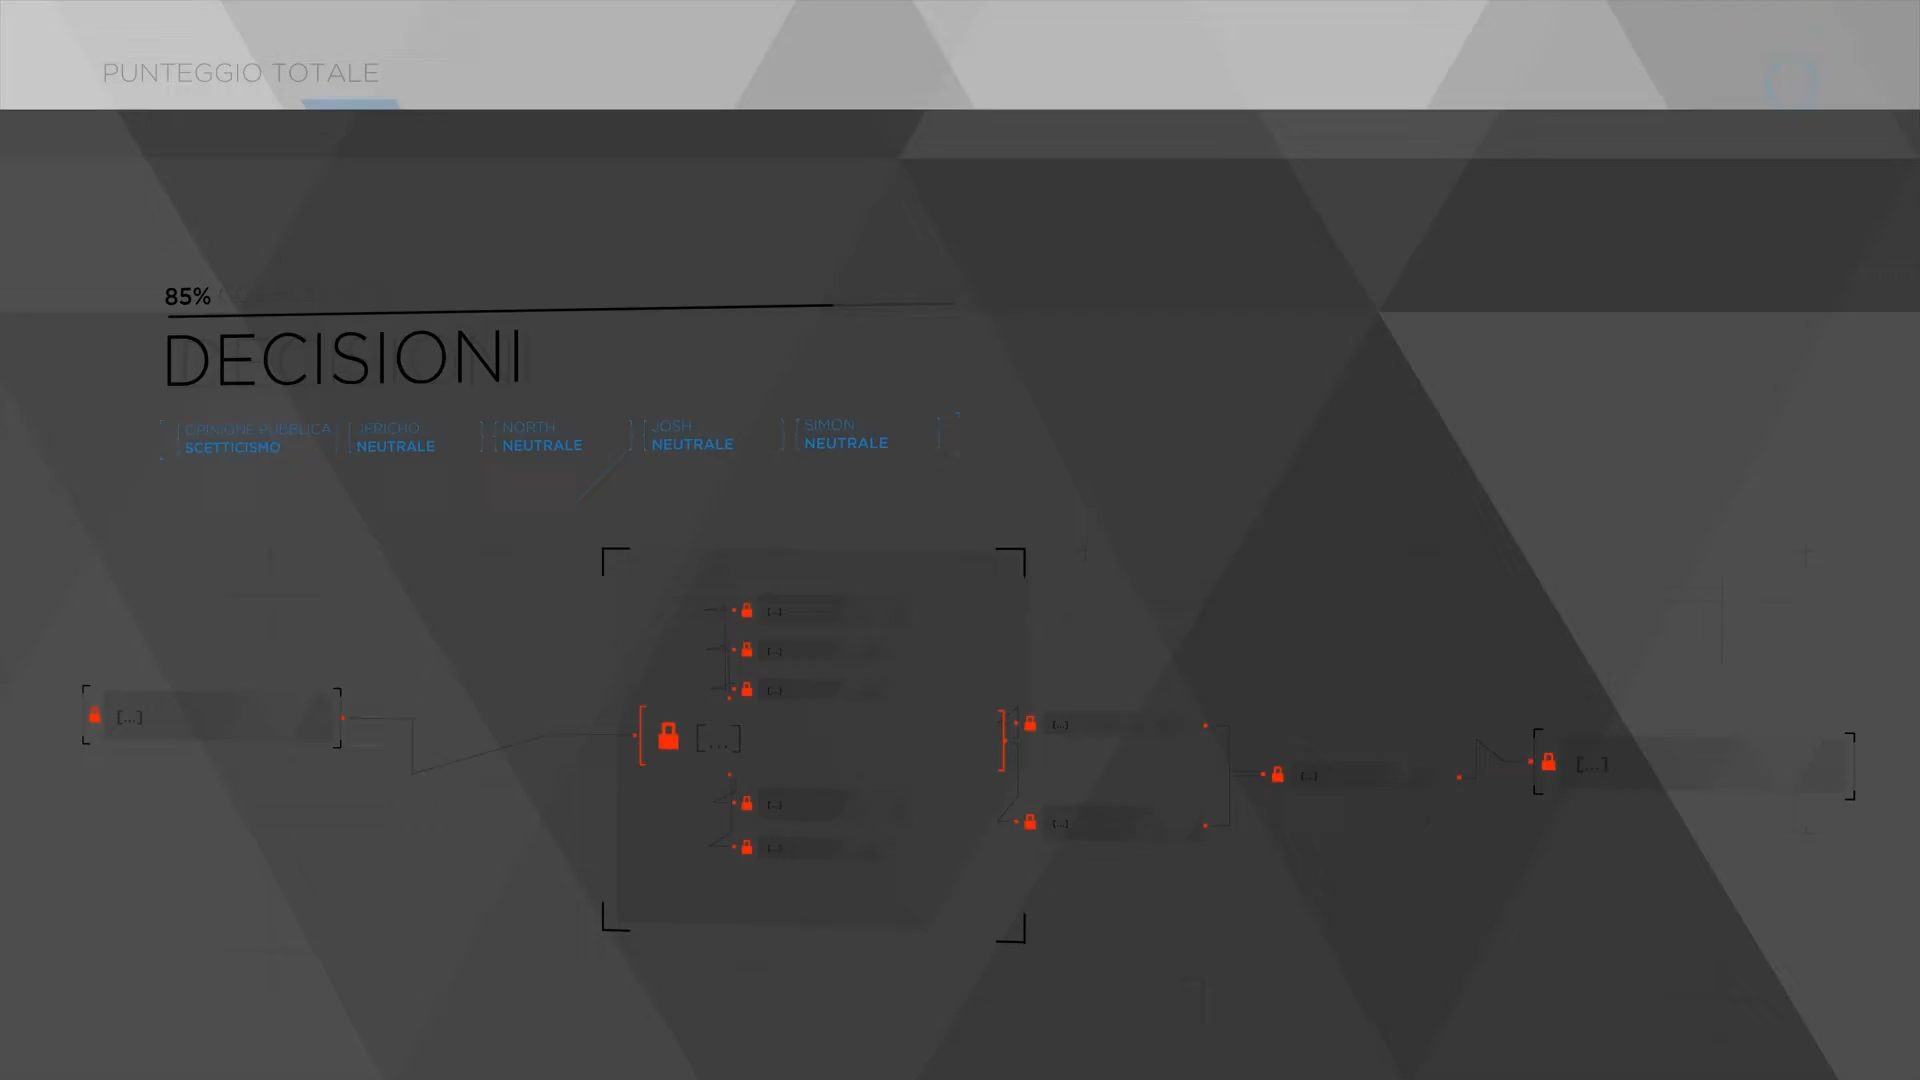 PUNTEGGIO TOTALE
85%
DECISIONI
OPINIONE PUBBLICA JERICHO NORTH JOSH SIMON
SCETTICISMO NEUTRALE NEUTRALE NEUTRALE NEUTRALE
[...]
[...]
[...]
[...]
[...] [...] [...]
[...] [...]
[...]
[...]
[...]